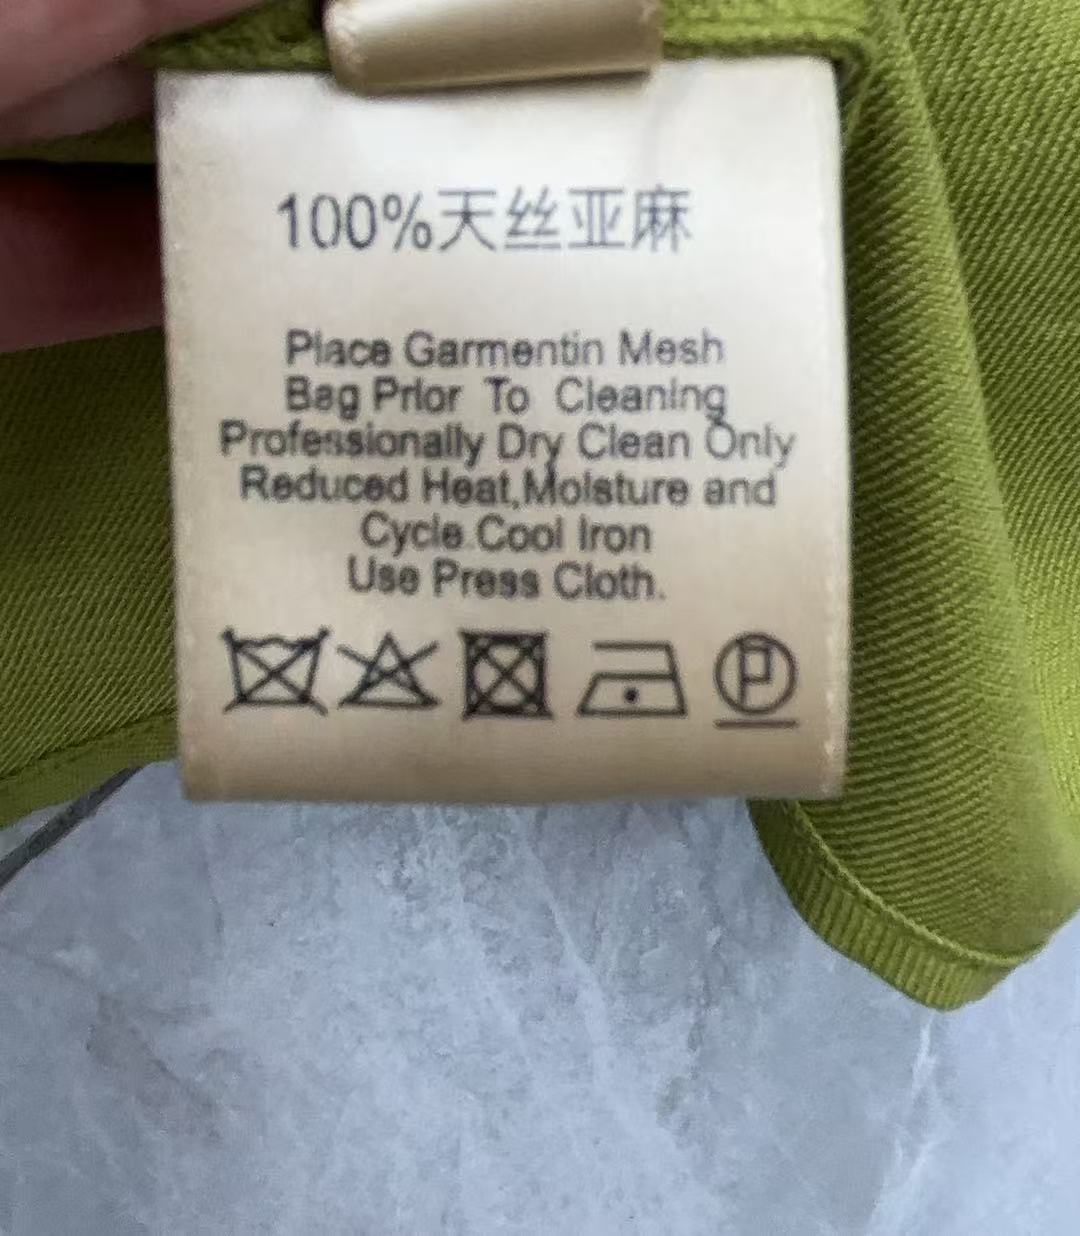 100%天丝亚麻
Place Garmentin Mesh
Bag Prior To Cleaning
Professionally Dry Clean Only
Reduced Heat,Moisture and
Cycle.Cool Iron
Use Press Cloth.
P